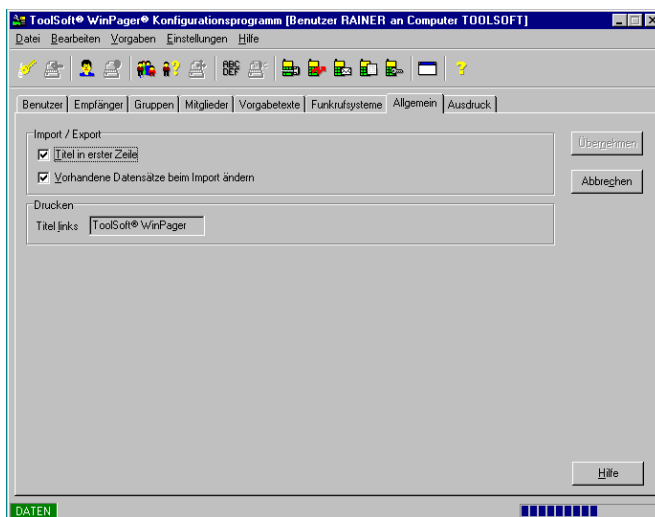 ToolSoft® WinPager® Konfigurationsprogramm [Benutzer RAINER an Computer TOOLSOFT]
Datei Bearbeiten Vorgaben Einstellungen Hilfe
ABC
DEF
Benutzer Empfänger Gruppen Mitglieder Vorgabetexte Funkrufsysteme Allgemein Ausdruck
Import / Export
Titel in erster Zeile
Übernehmen
Vorhandene Datensätze beim Import ändern
Abbrechen
Drucken
Titel links ToolSoft® WinPager
Hilfe
DATEN